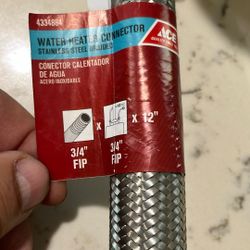 4334884
WATER HEATER CONNECTOR
STAINLESS STEEL BRAIDED
CONECTOR CALENTADOR
DE AGUA
ACERO INOXIDABLE
ACE
X X 12"
3/4" 3/4"
FIP FIP